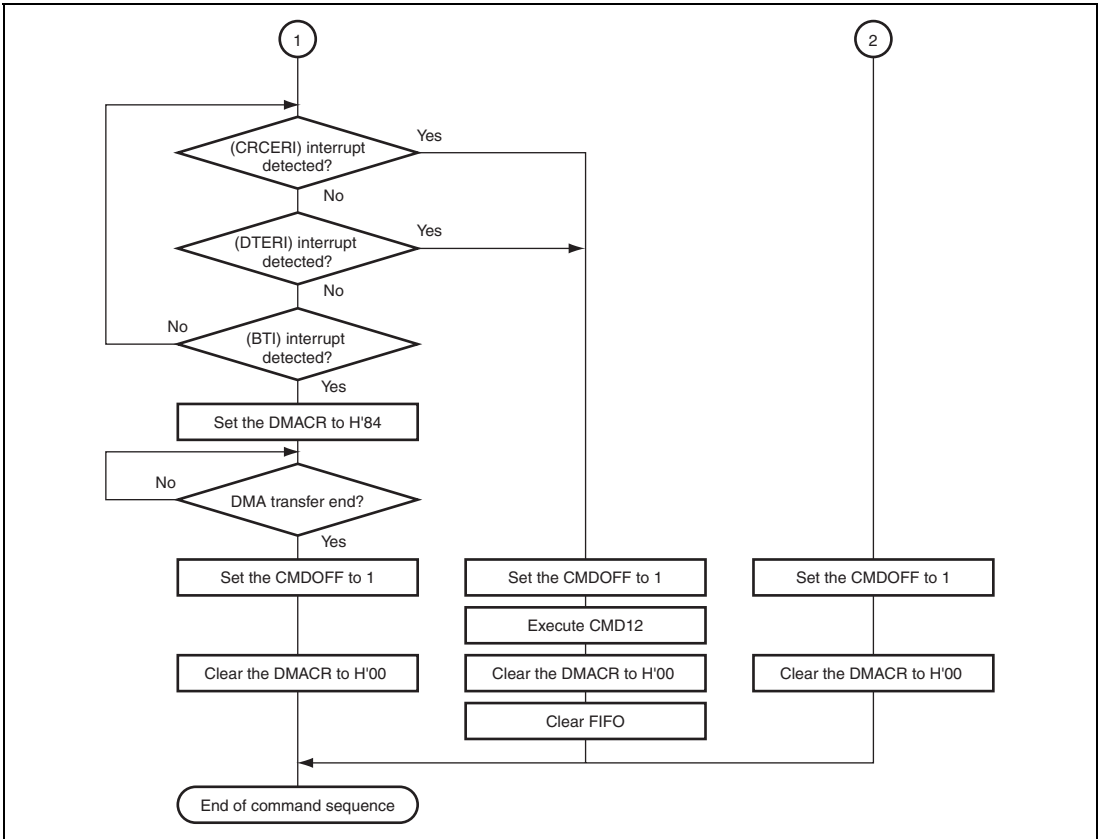 1
2
(CRCERI) interrupt
detected?
Yes
No
(DTERI) interrupt
detected?
Yes
No
(BTI) interrupt
detected?
No
Yes
Set the DMACR to H'84
DMA transfer end?
No
Yes
Set the CMDOFF to 1
Set the CMDOFF to 1
Set the CMDOFF to 1
Execute CMD12
Clear the DMACR to H'00
Clear the DMACR to H'00
Clear the DMACR to H'00
Clear FIFO
End of command sequence